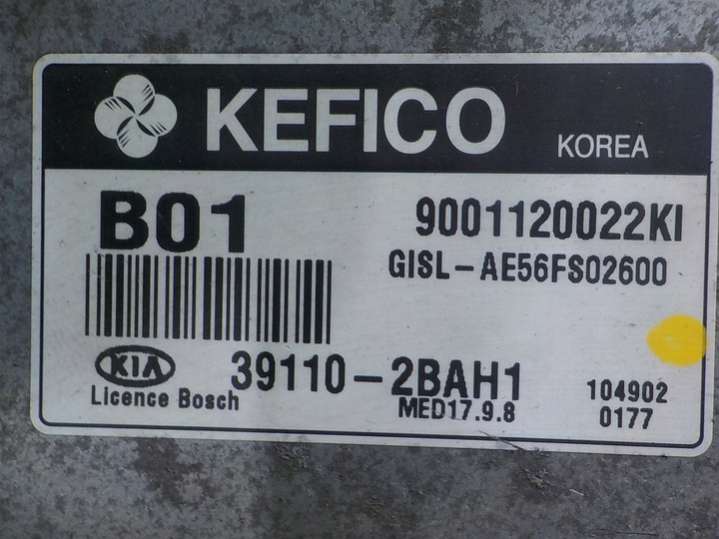 KEFICO KOREA
B01 9001120022KI
GISL-AE56FS02600
KIA 39110-2BAH1
Licence Bosch MED17.9.8
104902
0177